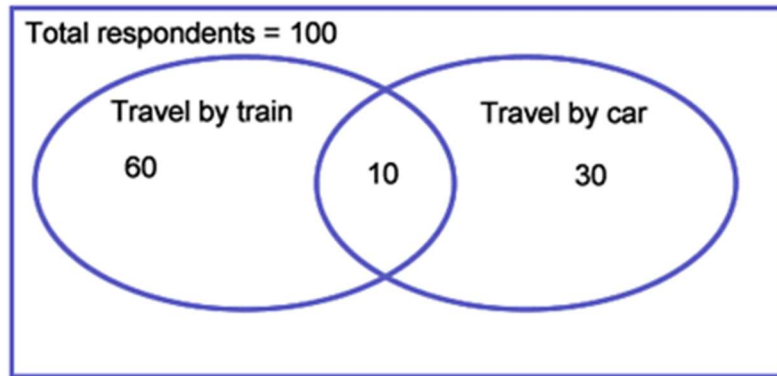 Total respondents = 100
Travel by train
Travel by car
60
10
30